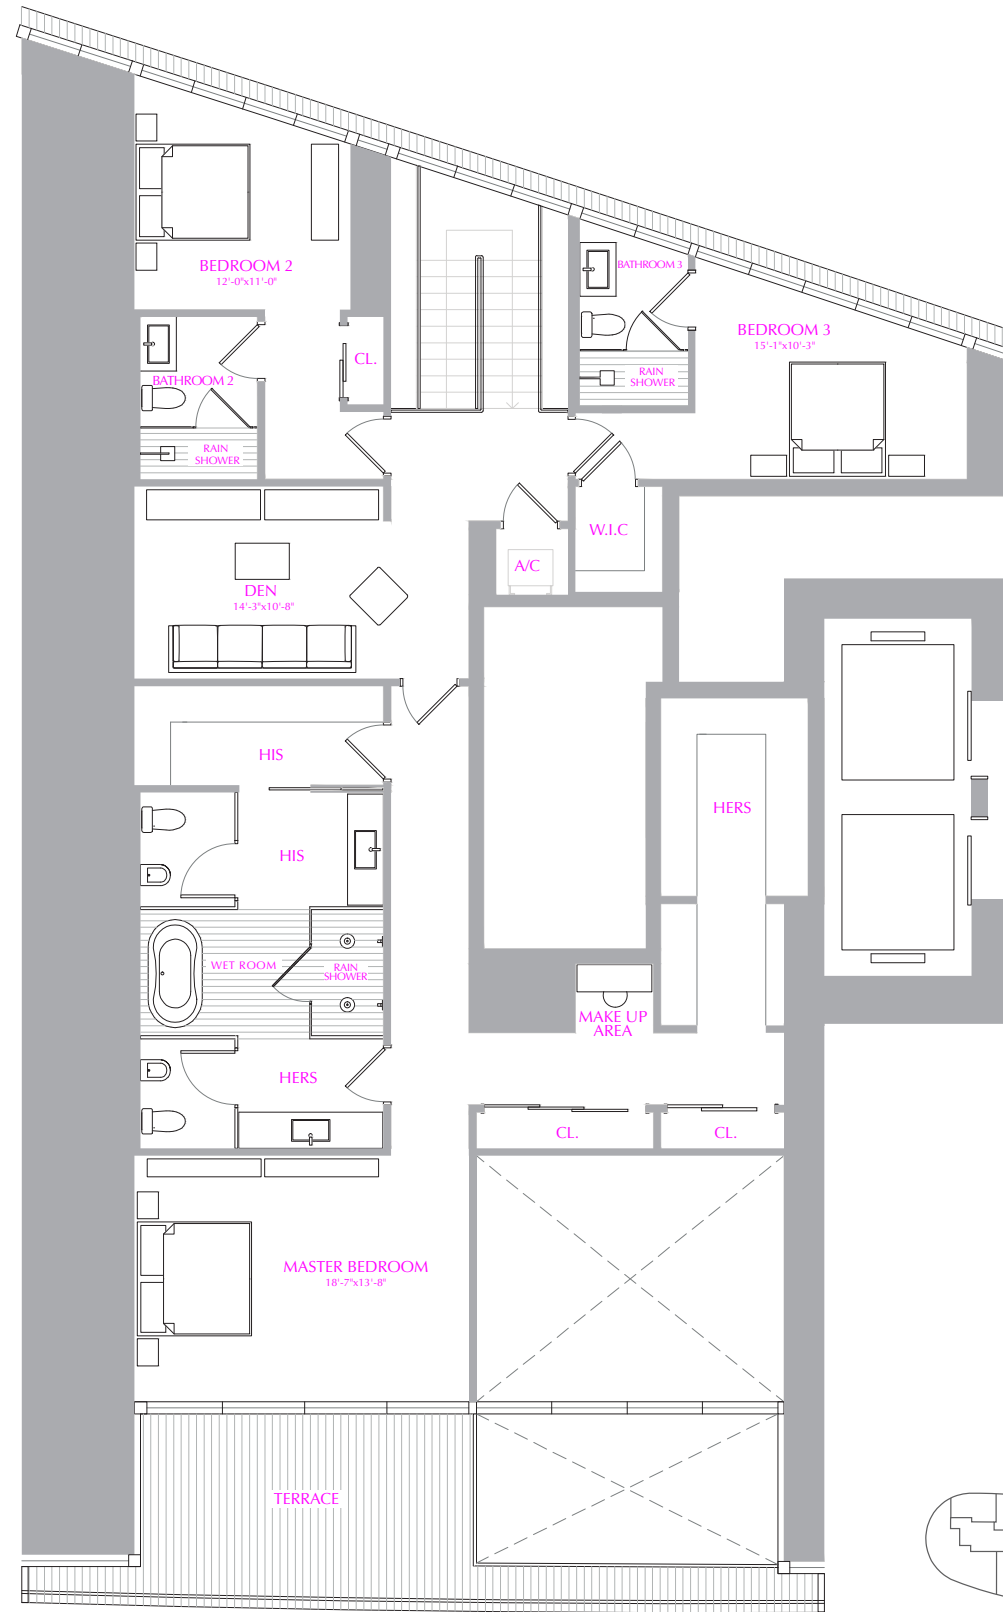 BEDROOM 2
12'-0"x11'-0"
BATHROOM 3
BEDROOM 3
15'-1"x10'-3"
CL.
BATHROOM 2
RAIN
SHOWER
RAIN
SHOWER
W.I.C
A/C
DEN
14'-3"x10'-8"
HIS
HERS
HIS
WET ROOM
RAIN
SHOWER
MAKE UP
AREA
HERS
CL.
CL.
MASTER BEDROOM
18'-7"x13'-8"
TERRACE